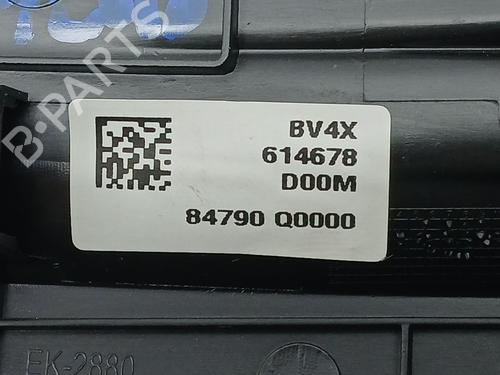 BV4X
614678
D00M
84790 Q0000
B-PARTS
EK-2880